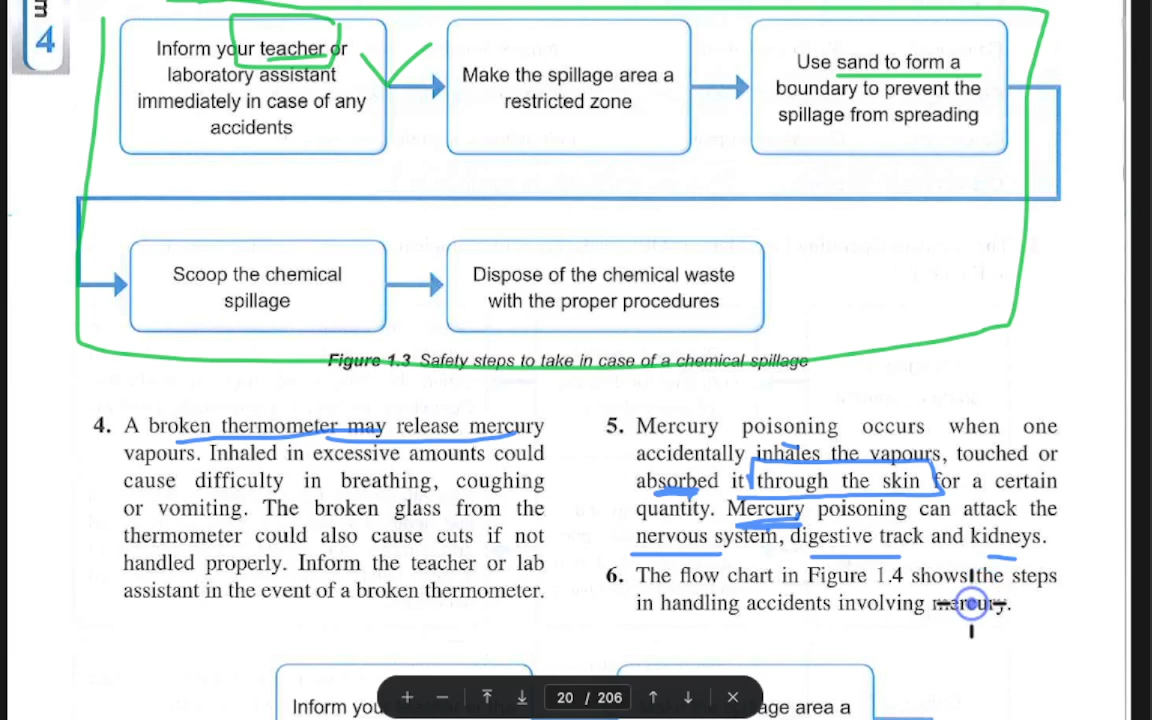 4
Inform your teacher or
laboratory assistant
immediately in case of any
accidents
Make the spillage area a
restricted zone
Use sand to form a
boundary to prevent the
spillage from spreading
Scoop the chemical
spillage
Dispose of the chemical waste
with the proper procedures
Figure 1.3 Safety steps to take in case of a chemical spillage
4. A broken thermometer may release mercury
vapours. Inhaled in excessive amounts could
cause difficulty in breathing, coughing
or vomiting. The broken glass from the
thermometer could also cause cuts if not
handled properly. Inform the teacher or lab
assistant in the event of a broken thermometer.
5. Mercury poisoning occurs when one
accidentally inhales the vapours, touched or
absorbed it through the skin for a certain
quantity. Mercury poisoning can attack the
nervous system, digestive track and kidneys.
6. The flow chart in Figure 1.4 shows the steps
in handling accidents involving mercury.
Inform
area a
20 / 206